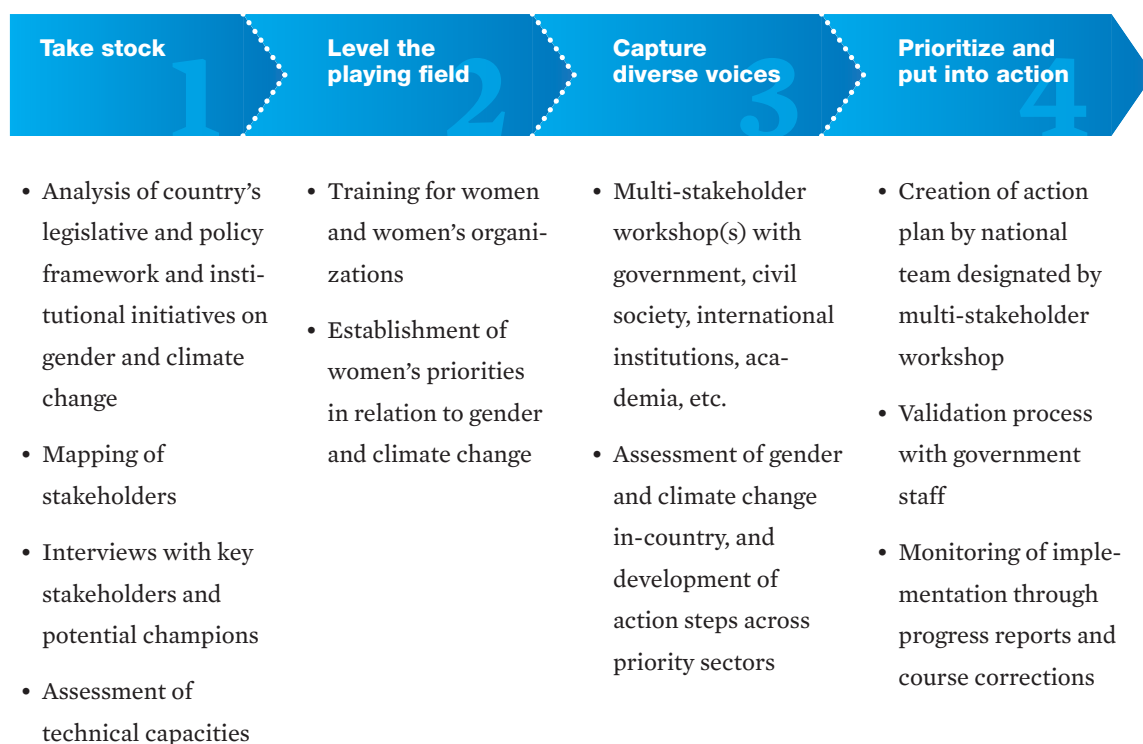 Take stock
1
Level the
playing field
2
Capture
diverse voices
3
Prioritize and
put into action
4
• Analysis of country’s
legislative and policy
framework and insti-
tutional initiatives on
gender and climate
change
• Mapping of
stakeholders
• Interviews with key
stakeholders and
potential champions
• Assessment of
technical capacities
• Training for women
and women’s organi-
zations
• Establishment of
women’s priorities
in relation to gender
and climate change
• Multi-stakeholder
workshop(s) with
government, civil
society, international
institutions, aca-
demia, etc.
• Assessment of gender
and climate change
in-country, and
development of
action steps across
priority sectors
• Creation of action
plan by national
team designated by
multi-stakeholder
workshop
• Validation process
with government
staff
• Monitoring of imple-
mentation through
progress reports and
course corrections